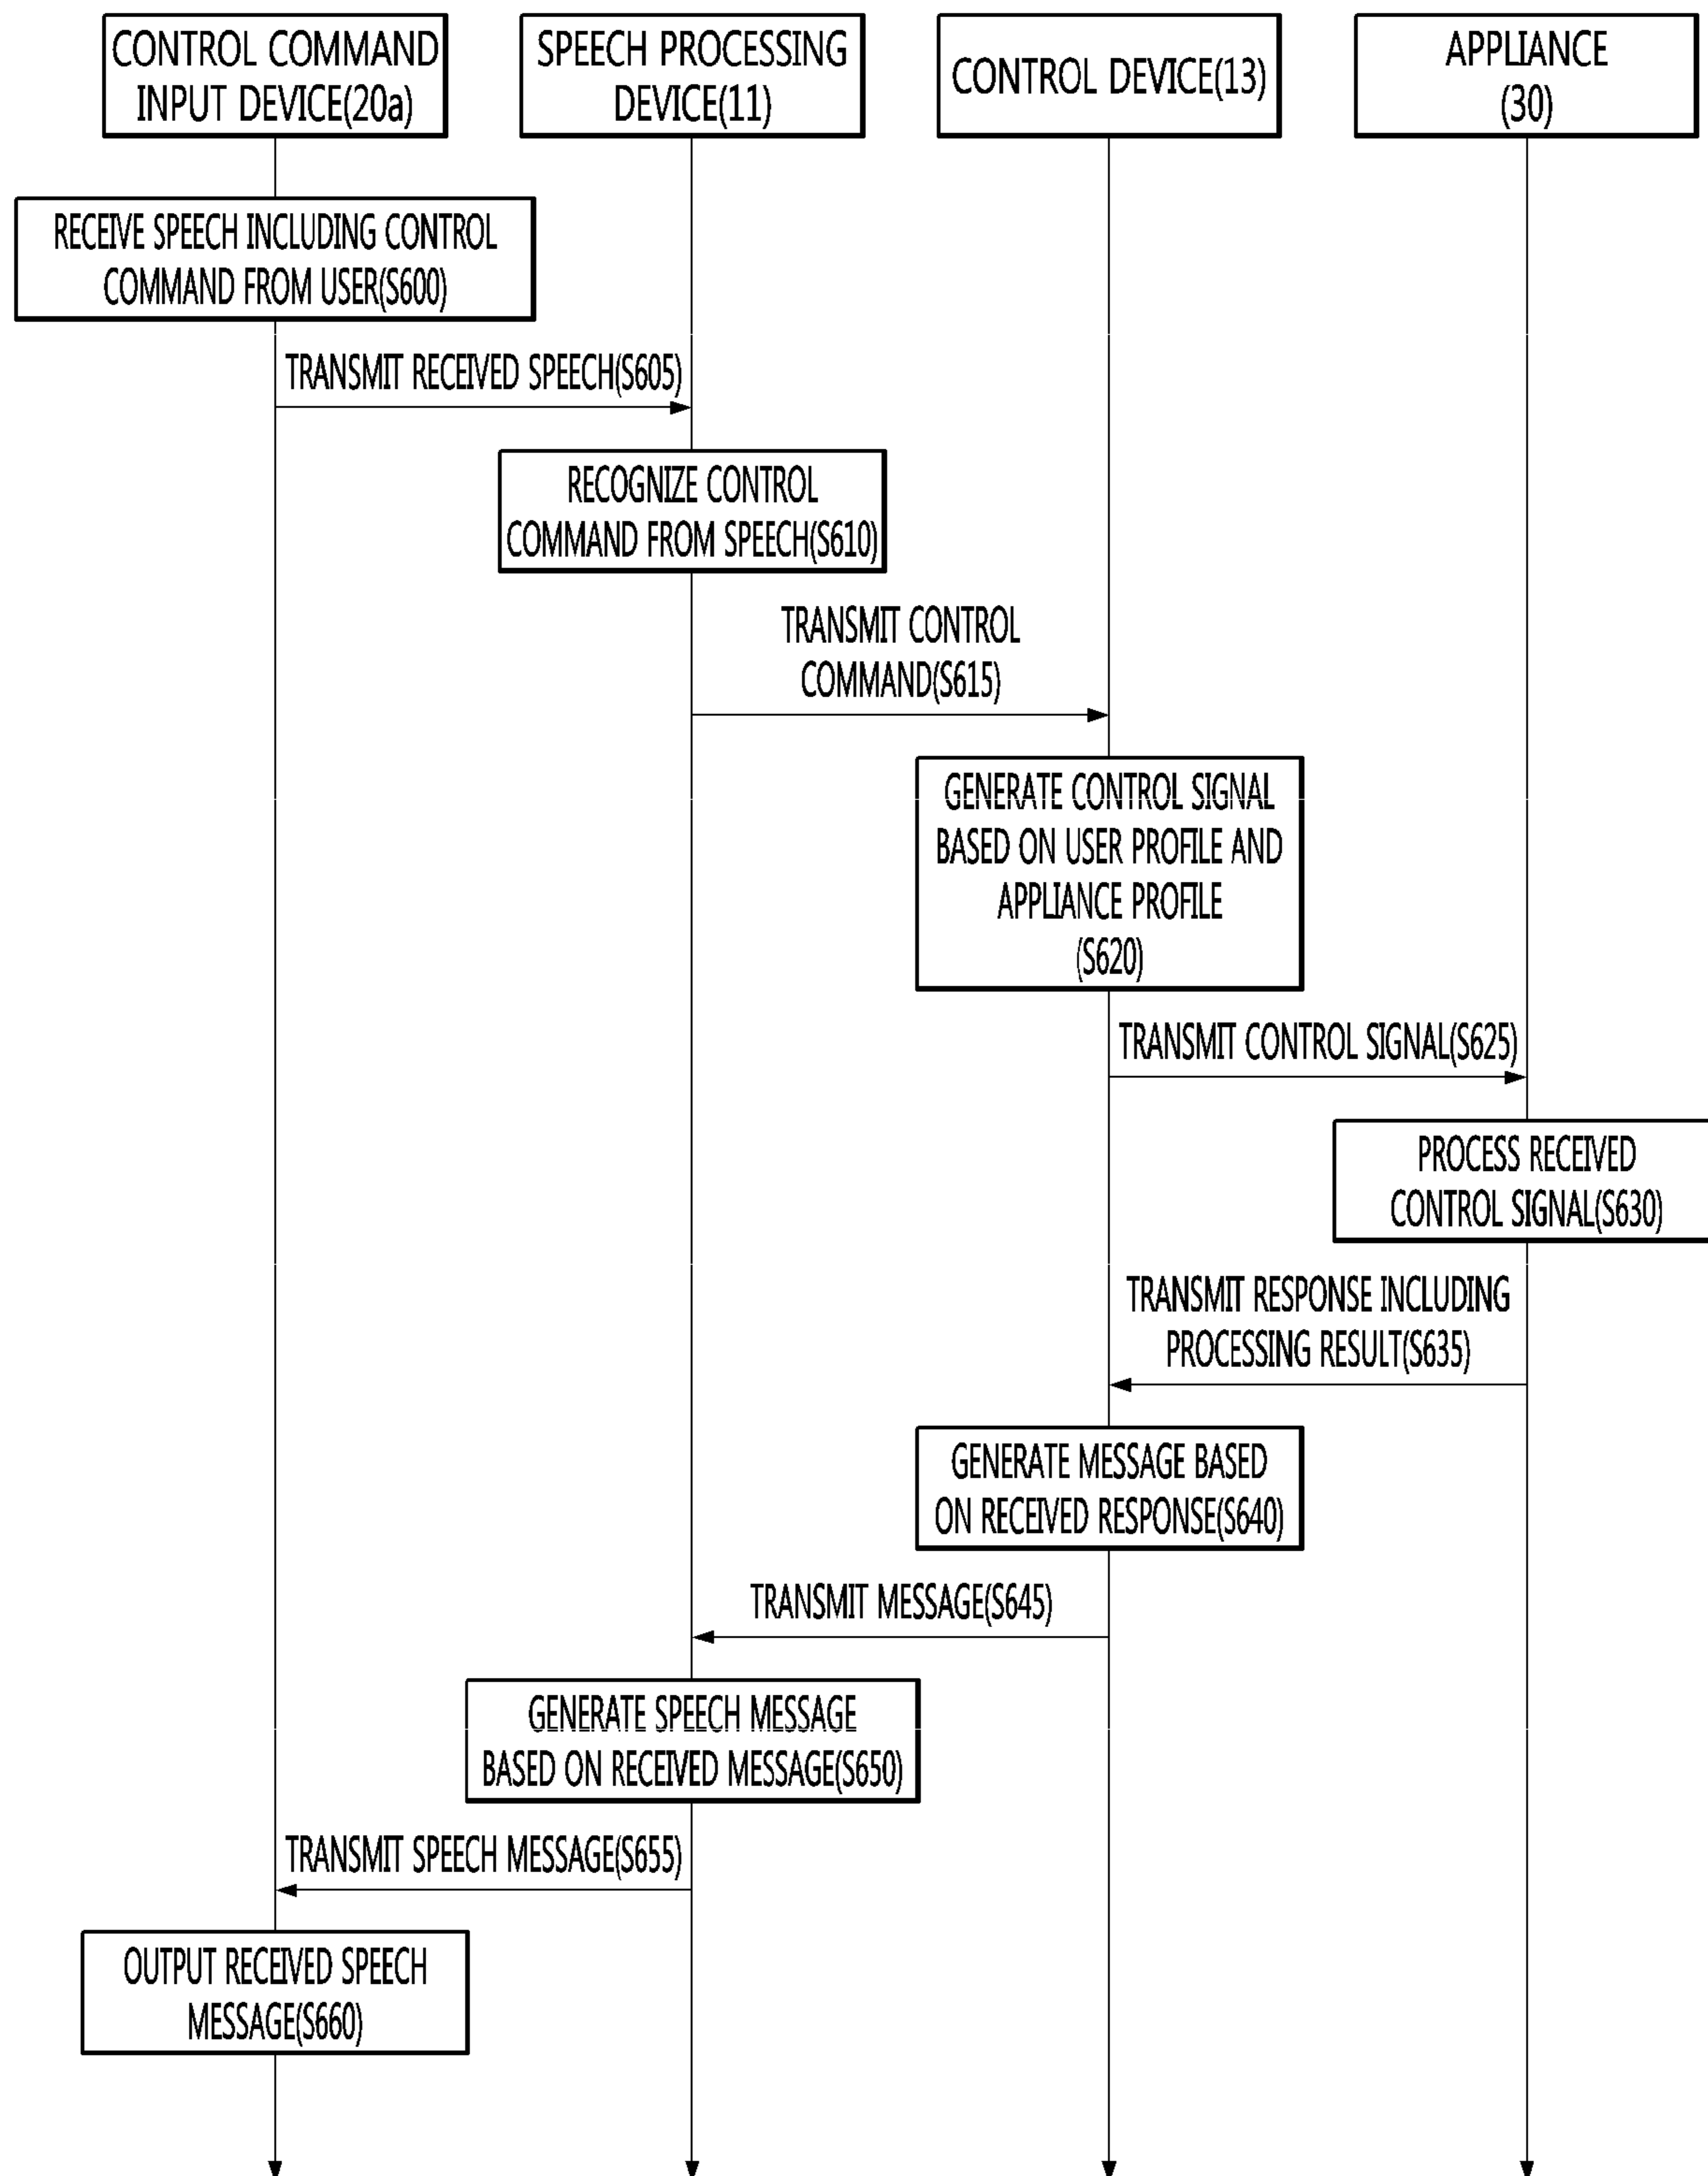 CONTROL COMMAND
INPUT DEVICE(20a)
SPEECH PROCESSING
DEVICE(11)
CONTROL DEVICE(13)
APPLIANCE
(30)
RECEIVE SPEECH INCLUDING CONTROL
COMMAND FROM USER(S600)
TRANSMIT RECEIVED SPEECH(S605)
RECOGNIZE CONTROL
COMMAND FROM SPEECH(S610)
TRANSMIT CONTROL
COMMAND(S615)
GENERATE CONTROL SIGNAL
BASED ON USER PROFILE AND
APPLIANCE PROFILE
(S620)
TRANSMIT CONTROL SIGNAL(S625)
PROCESS RECEIVED
CONTROL SIGNAL(S630)
TRANSMIT RESPONSE INCLUDING
PROCESSING RESULT(S635)
GENERATE MESSAGE BASED
ON RECEIVED RESPONSE(S640)
TRANSMIT MESSAGE(S645)
GENERATE SPEECH MESSAGE
BASED ON RECEIVED MESSAGE(S650)
TRANSMIT SPEECH MESSAGE(S655)
OUTPUT RECEIVED SPEECH
MESSAGE(S660)